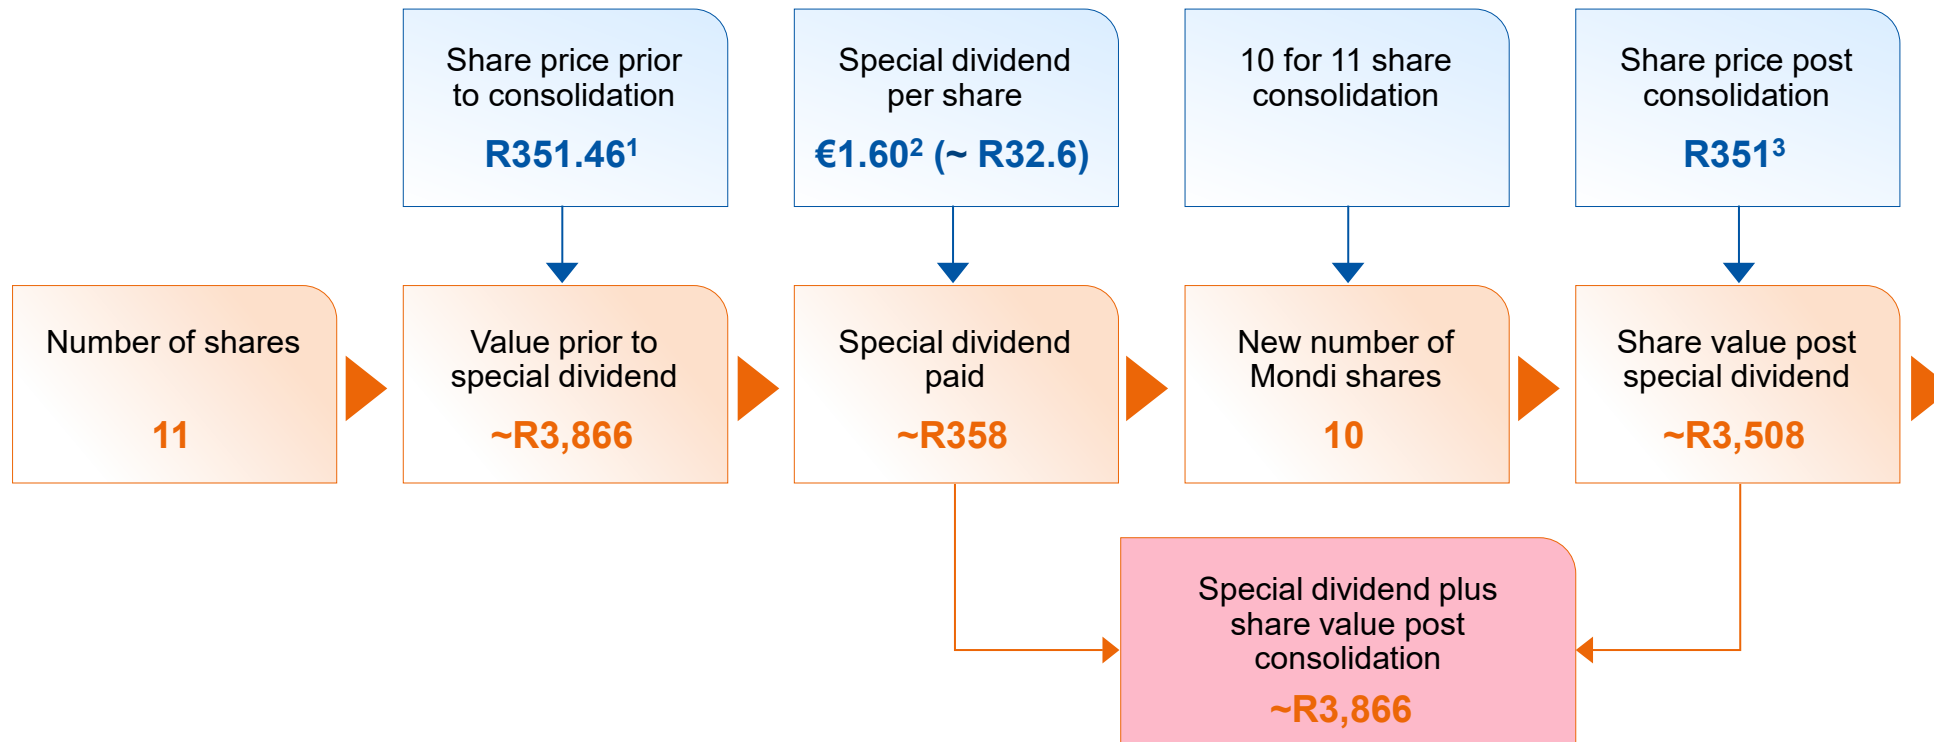 Share price prior
to consolidation
R351.46¹
Special dividend
per share
€1.60² (~ R32.6)
10 for 11 share
consolidation
Share price post
consolidation
R351³
Number of shares
11
Value prior to
special dividend
~R3,866
Special dividend
paid
~R358
New number of
Mondi shares
10
Share value post
special dividend
~R3,508
Special dividend plus
share value post
consolidation
~R3,866